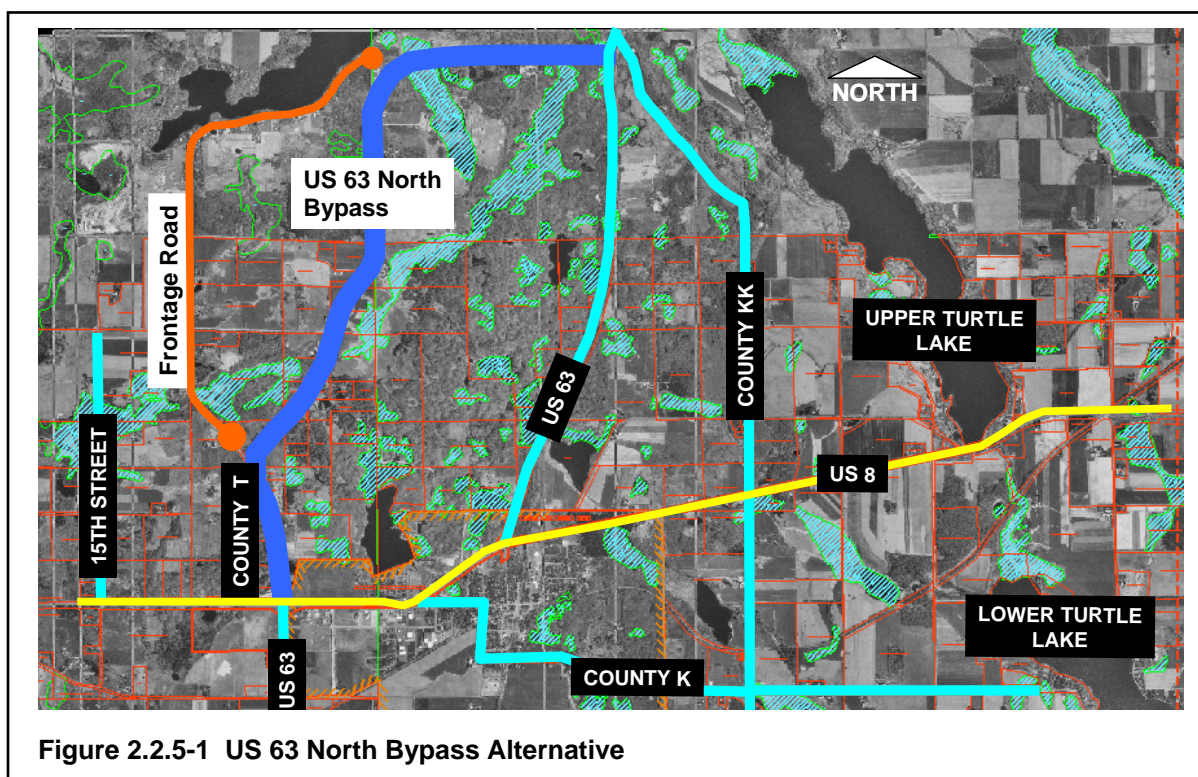 NORTH
US 63 North
Bypass
Frontage Road
UPPER TURTLE
LAKE
COUNTY KK
US 63
15TH STREET
COUNTY T
US 8
LOWER TURTLE
LAKE
US 63
COUNTY K
Figure 2.2.5-1 US 63 North Bypass Alternative